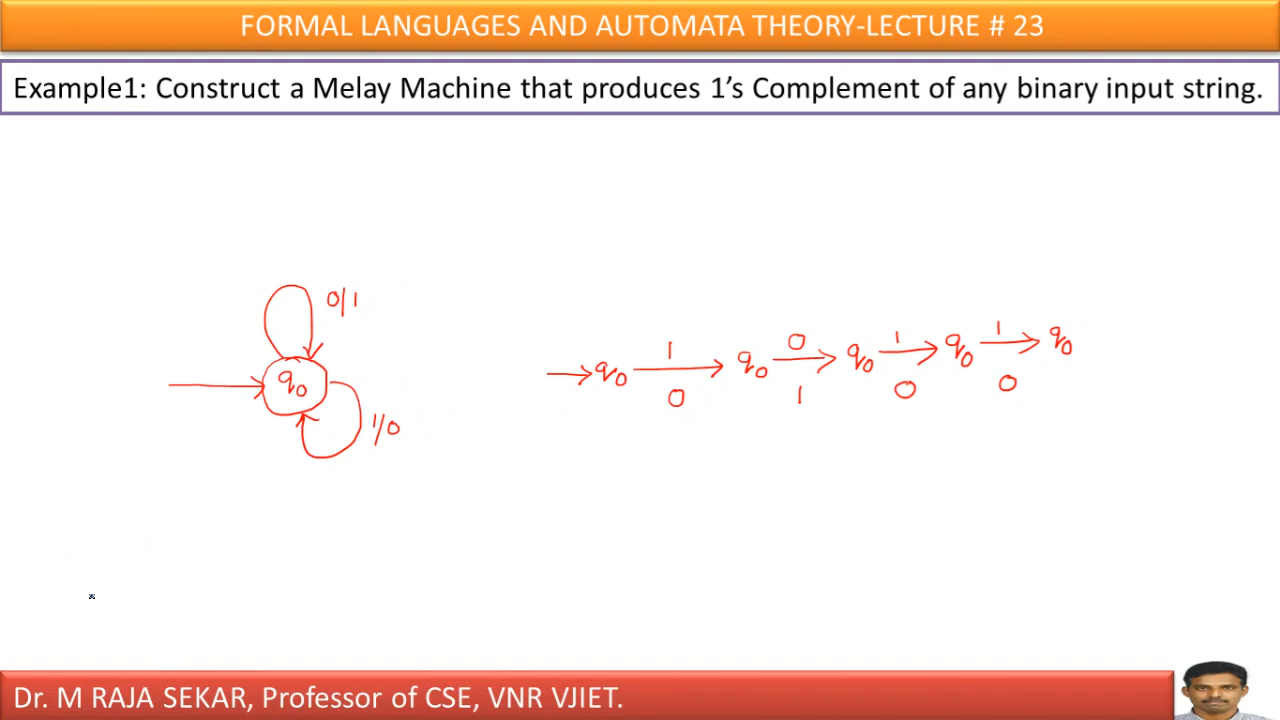 FORMAL LANGUAGES AND AUTOMATA THEORY-LECTURE # 23
Example1: Construct a Melay Machine that produces 1’s Complement of any binary input string.
0/1
q0
1/0
1 0 1 1
q0 q0 q0 q0 q0
0 1 0 0
Dr. M RAJA SEKAR, Professor of CSE, VNR VJIET.